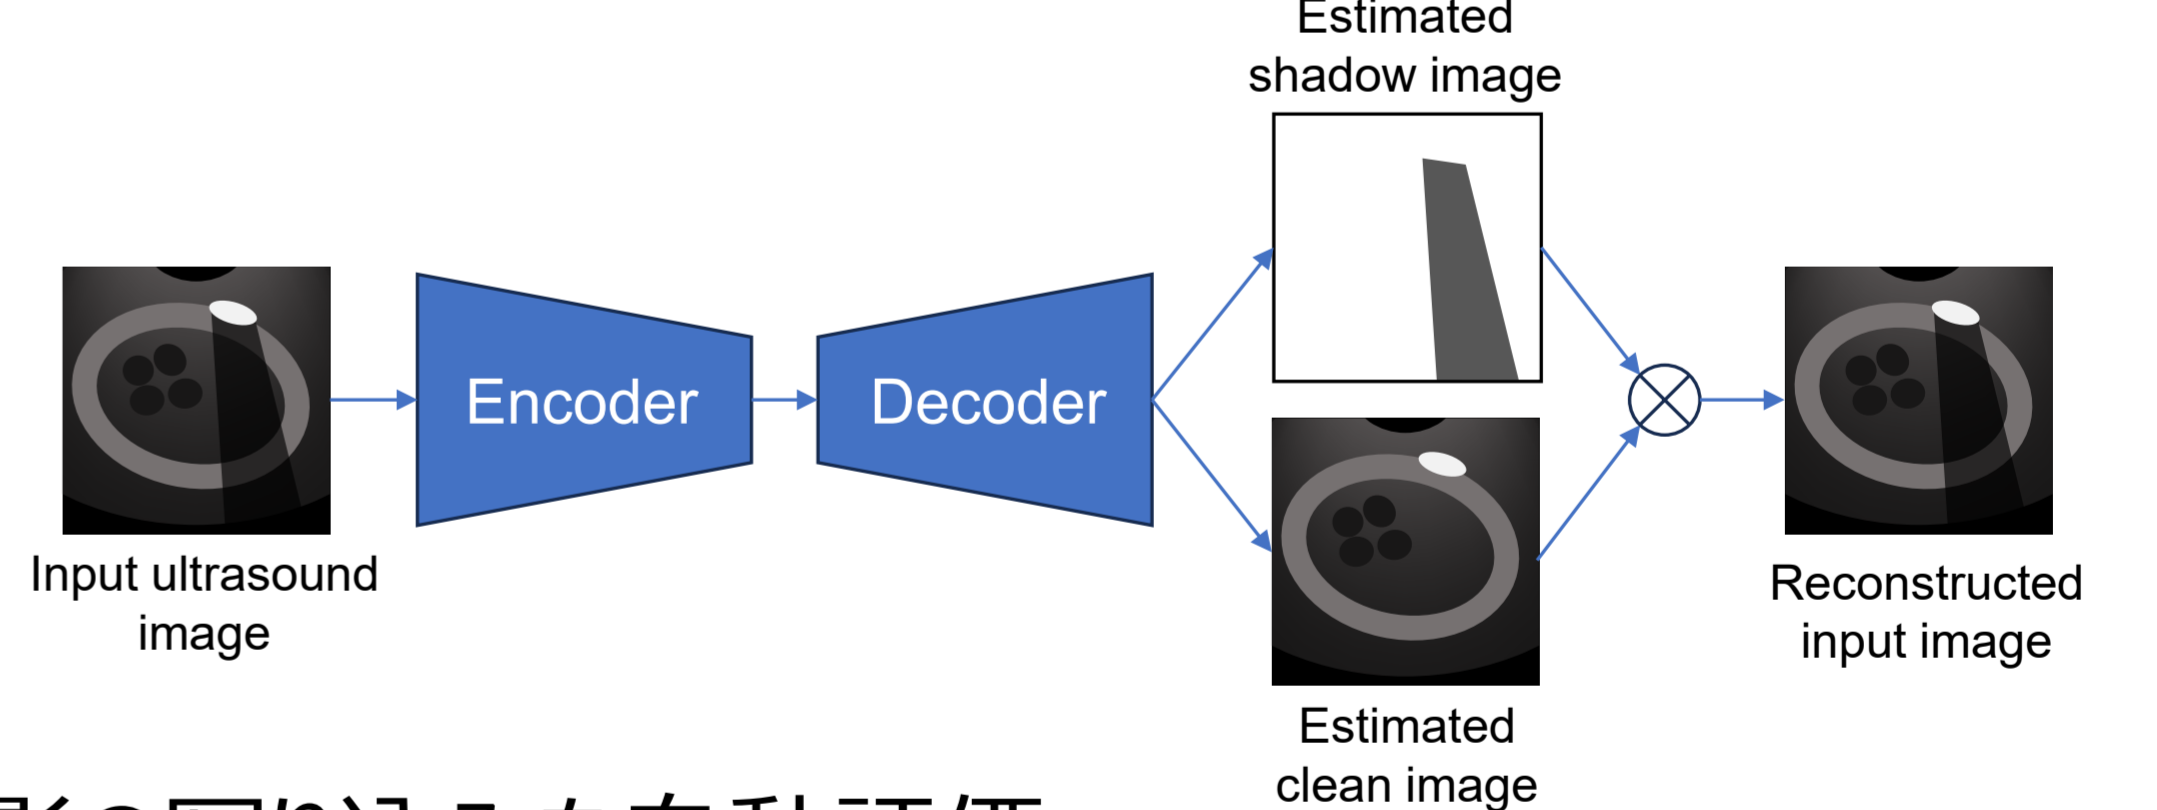 Estimated
shadow image
Encoder
Decoder
Input ultrasound
image
Reconstructed
input image
Estimated
clean image